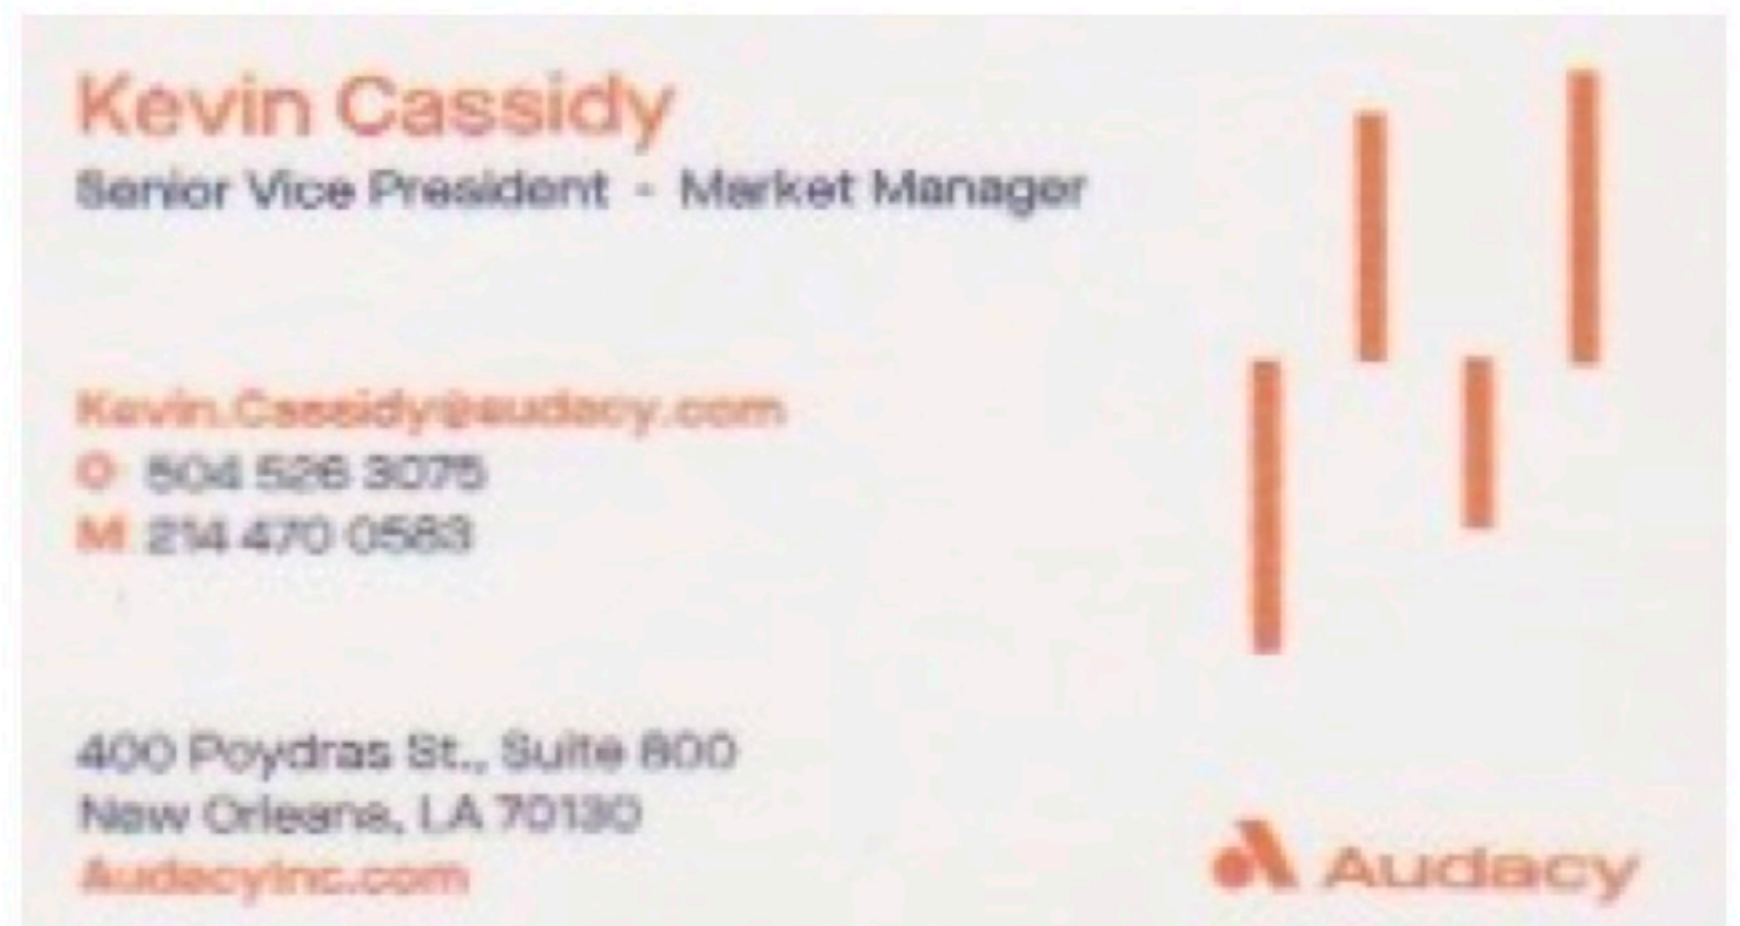 Kevin Cassidy
Senior Vice President - Market Manager
Kevin.Cassidy@audacy.com
O 504 526 3075
M 214 470 0583
400 Poydras St., Suite 800
New Orleans, LA 70130
AudacyInc.com
Audacy